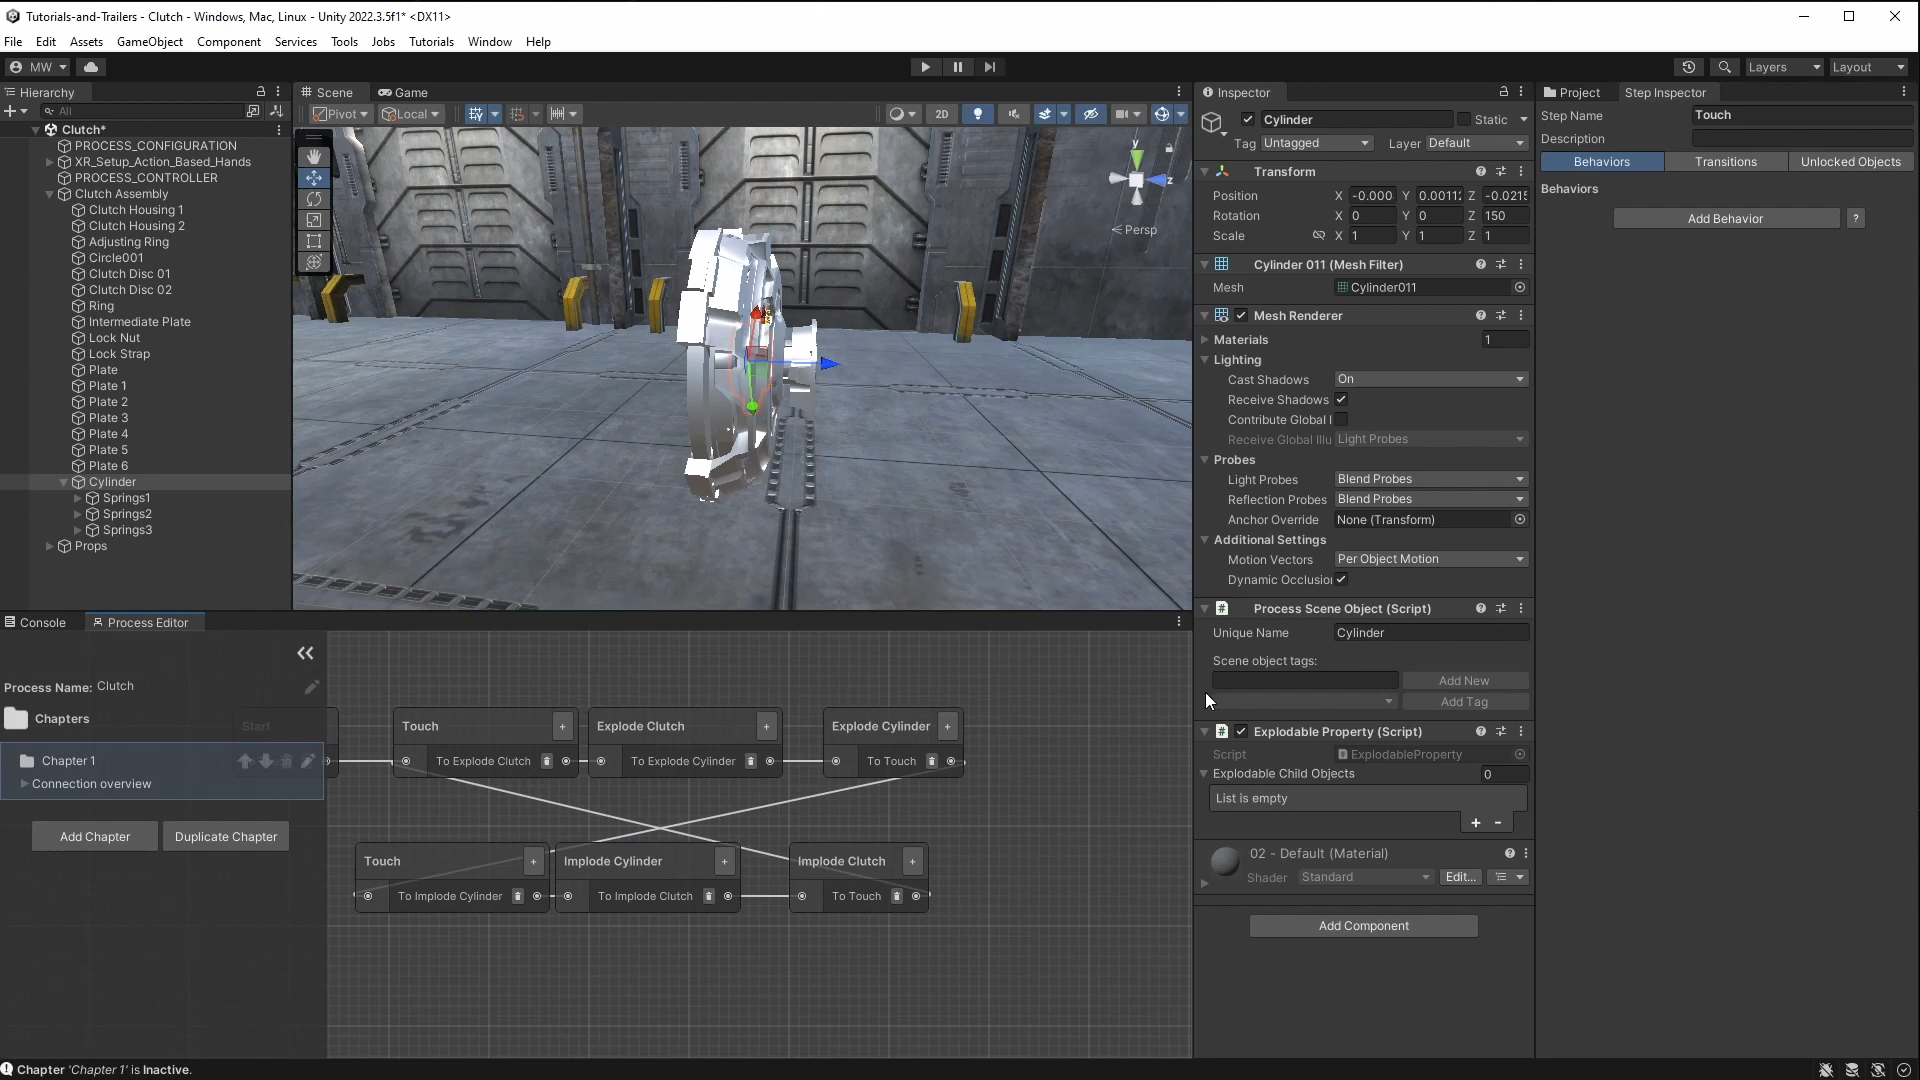 Tutorials-and-Trailers - Clutch - Windows, Mac, Linux - Unity 2022.3.5f1* <DX11>
File Edit Assets GameObject Component Services Tools Jobs Tutorials Window Help
MW Layers Layout
Hierarchy
All
Clutch*
PROCESS_CONFIGURATION
XR_Setup_Action_Based_Hands
PROCESS_CONTROLLER
Clutch Assembly
Clutch Housing 1
Clutch Housing 2
Adjusting Ring
Circle001
Clutch Disc 01
Clutch Disc 02
Ring
Intermediate Plate
Lock Nut
Lock Strap
Plate
Plate 1
Plate 2
Plate 3
Plate 4
Plate 5
Plate 6
Cylinder
Springs1
Springs2
Springs3
Props
Scene Game
Pivot Local 2D
y
z
Persp
Console Process Editor
Process Name: Clutch
Chapters
Chapter 1
Connection overview
Add Chapter Duplicate Chapter
Start
Touch +
To Explode Clutch
Explode Clutch +
To Explode Cylinder
Explode Cylinder +
To Touch
Touch +
To Implode Cylinder
Implode Cylinder +
To Implode Clutch
Implode Clutch +
To Touch
Inspector
Cylinder Static
Tag Untagged Layer Default
Transform
Position X -0.000 Y 0.0011 Z -0.021
Rotation X 0 Y 0 Z 150
Scale X 1 Y 1 Z 1
Cylinder 011 (Mesh Filter)
Mesh Cylinder011
Mesh Renderer
Materials 1
Lighting
Cast Shadows On
Receive Shadows
Contribute Global I
Receive Global Illu Light Probes
Probes
Light Probes Blend Probes
Reflection Probes Blend Probes
Anchor Override None (Transform)
Additional Settings
Motion Vectors Per Object Motion
Dynamic Occlusio
Process Scene Object (Script)
Unique Name Cylinder
Scene object tags:
Add New
Add Tag
Explodable Property (Script)
Script ExplodableProperty
Explodable Child Objects 0
List is empty
+ -
02 - Default (Material)
Shader Standard Edit...
Add Component
Project Step Inspector
Step Name Touch
Description
Behaviors Transitions Unlocked Objects
Behaviors
Add Behavior ?
Chapter 'Chapter 1' is Inactive.